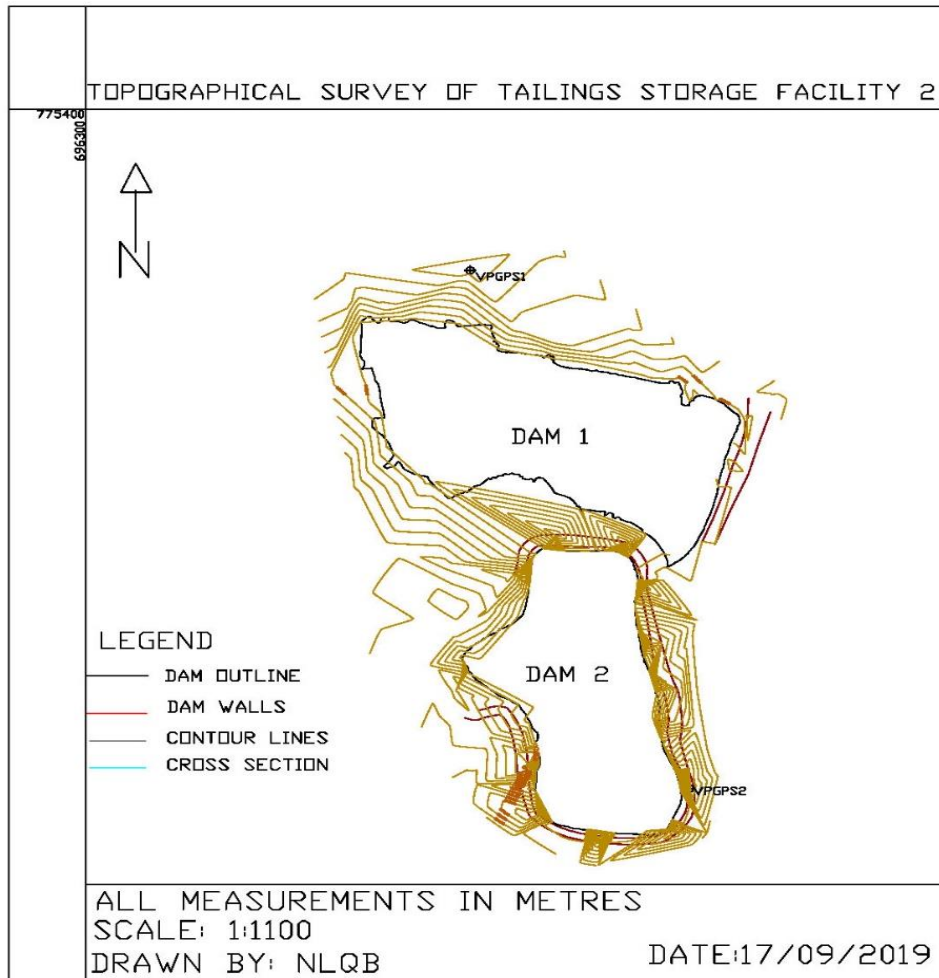 TOPOGRAPHICAL SURVEY OF TAILINGS STORAGE FACILITY 2
775400
696300
N
VPGPS1
DAM 1
DAM 2
LEGEND
DAM OUTLINE
DAM WALLS
CONTOUR LINES
CROSS SECTION
VPGPS2
ALL MEASUREMENTS IN METRES
SCALE: 1:1100
DRAWN BY: NLQB
DATE:17/09/2019